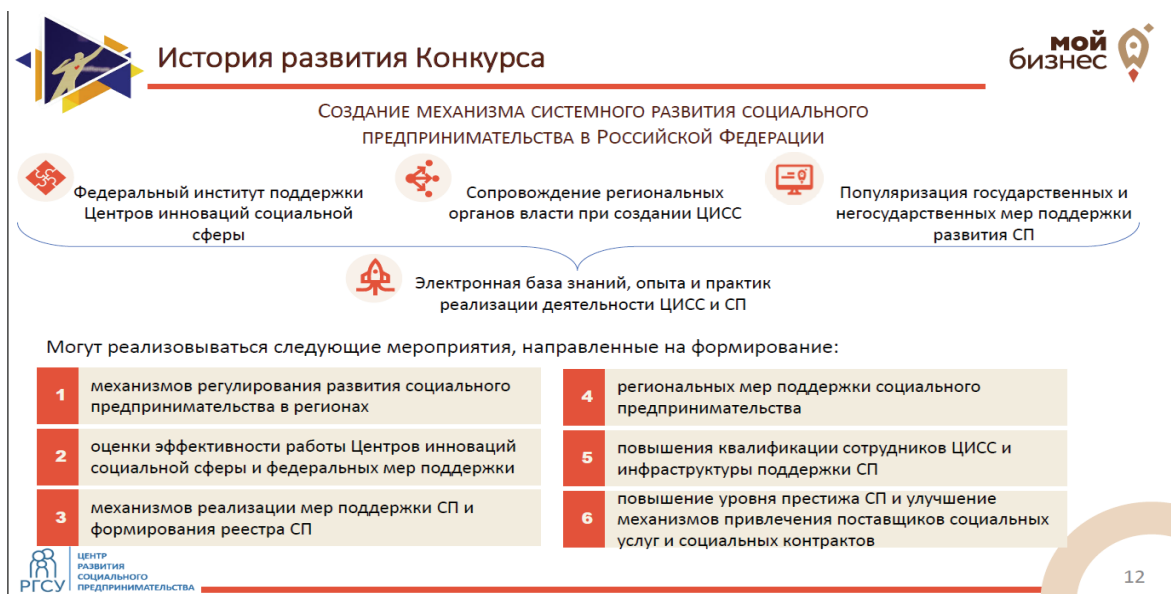 История развития Конкурса
мой
бизнес
Создание механизма системного развития социального
предпринимательства в Российской Федерации
Федеральный институт поддержки
Центров инноваций социальной
сферы
Сопровождение региональных
органов власти при создании ЦИСС
Популяризация государственных и
негосударственных мер поддержки
развития СП
Электронная база знаний, опыта и практик
реализации деятельности ЦИСС и СП
Могут реализовываться следующие мероприятия, направленные на формирование:
1
механизмов регулирования развития социального
предпринимательства в регионах
2
оценки эффективности работы Центров инноваций
социальной сферы и федеральных мер поддержки
3
механизмов реализации мер поддержки СП и
формирования реестра СП
4
региональных мер поддержки социального
предпринимательства
5
повышения квалификации сотрудников ЦИСС и
инфраструктуры поддержки СП
6
повышение уровня престижа СП и улучшение
механизмов привлечения поставщиков социальных
услуг и социальных контрактов
РГСУ
ЦЕНТР
РАЗВИТИЯ
СОЦИАЛЬНОГО
ПРЕДПРИНИМАТЕЛЬСТВА
12